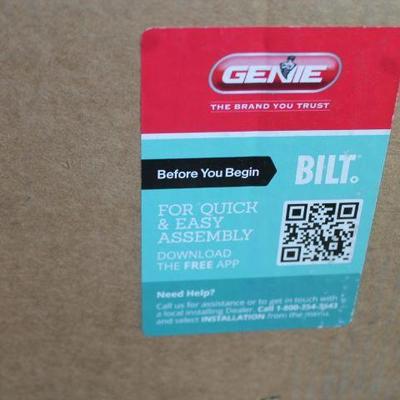 GENIE
THE BRAND YOU TRUST
Before You Begin
BILT
FOR QUICK
& EASY
ASSEMBLY
DOWNLOAD
THE FREE APP
Need Help?
Call us for assistance or to get in touch with
a local installing Dealer. Call 1-800-354-3643
and select INSTALLATION from the menu.